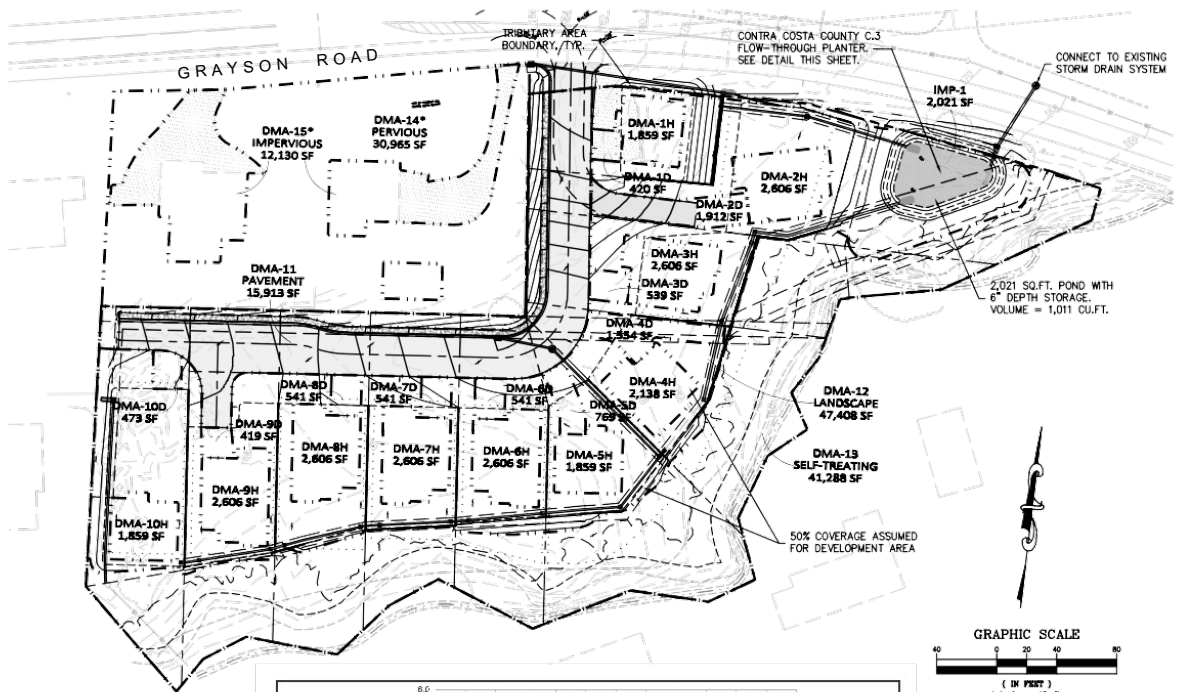 GRAYSON ROAD
TRIBUTARY AREA
BOUNDARY, TYP.
CONTRA COSTA COUNTY C.3
FLOW-THROUGH PLANTER.
SEE DETAIL THIS SHEET.
CONNECT TO EXISTING
STORM DRAIN SYSTEM
IMP-1
2,021 SF
DMA-15*
IMPERVIOUS
12,130 SF
DMA-14*
PERVIOUS
30,965 SF
DMA-1H
1,859 SF
DMA-1D
420 SF
DMA-2H
2,606 SF
DMA-2D
1,912 SF
DMA-3H
2,606 SF
DMA-3D
539 SF
DMA-11
PAVEMENT
15,913 SF
2,021 SQ.FT. POND WITH
6" DEPTH STORAGE.
VOLUME = 1,011 CU.FT.
DMA-4D
DMA-4H
2,138 SF
DMA-12
LANDSCAPE
47,408 SF
DMA-13
SELF-TREATING
41,288 SF
DMA-10D
473 SF
DMA-9D
419 SF
DMA-8D
541 SF
DMA-7D
541 SF
DMA-6D
541 SF
DMA-5D
DMA-8H
2,606 SF
DMA-7H
2,606 SF
DMA-6H
2,606 SF
DMA-5H
1,859 SF
DMA-9H
2,606 SF
DMA-10H
1,859 SF
50% COVERAGE ASSUMED
FOR DEVELOPMENT AREA
GRAPHIC SCALE
40 0 20 40 80
( IN FEET )
8.0